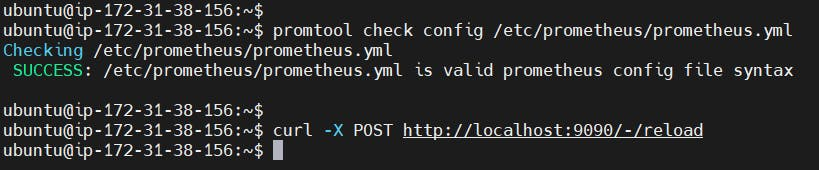 ubuntu@ip-172-31-38-156:~$
ubuntu@ip-172-31-38-156:~$ promtool check config /etc/prometheus/prometheus.yml
Checking /etc/prometheus/prometheus.yml
 SUCCESS: /etc/prometheus/prometheus.yml is valid prometheus config file syntax

ubuntu@ip-172-31-38-156:~$
ubuntu@ip-172-31-38-156:~$ curl -X POST http://localhost:9090/-/reload
ubuntu@ip-172-31-38-156:~$